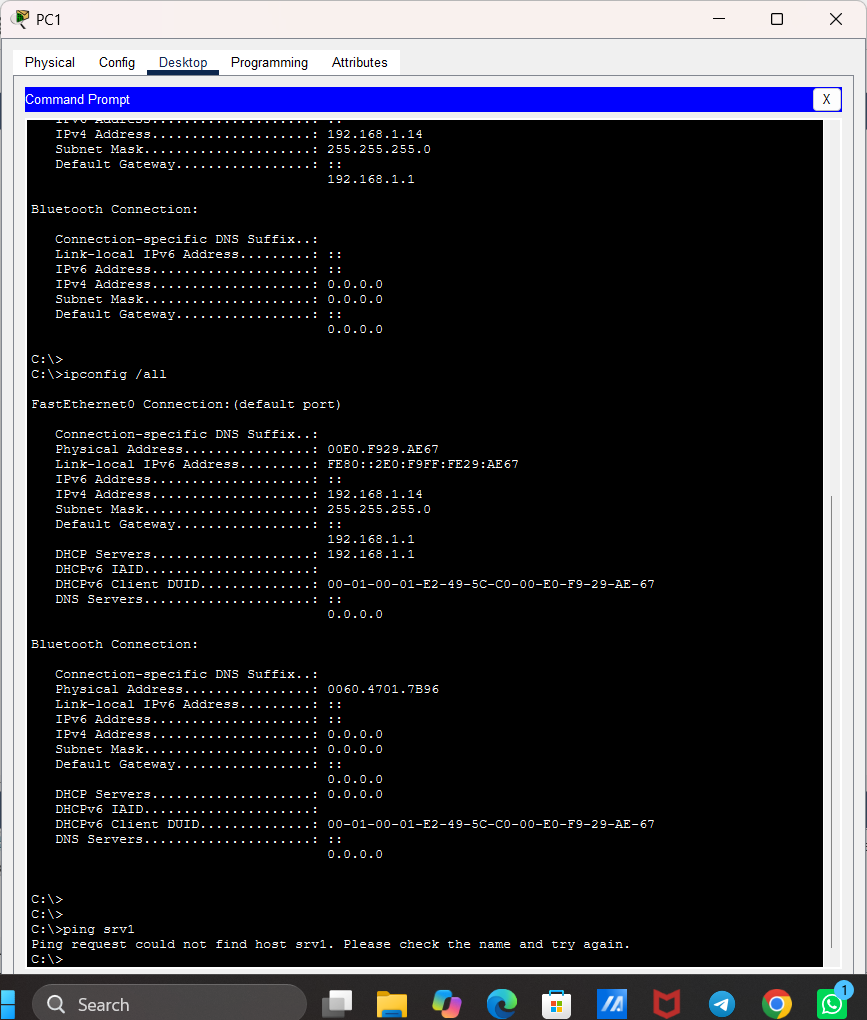 PC1
Physical Config Desktop Programming Attributes
Command Prompt X
IPv6 Address....................: ::
IPv4 Address....................: 192.168.1.14
Subnet Mask.....................: 255.255.255.0
Default Gateway.................: ::
192.168.1.1
Bluetooth Connection:
Connection-specific DNS Suffix..:
Link-local IPv6 Address.........: ::
IPv6 Address....................: ::
IPv4 Address....................: 0.0.0.0
Subnet Mask.....................: 0.0.0.0
Default Gateway.................: ::
0.0.0.0
C:\>
C:\>ipconfig /all
FastEthernet0 Connection:(default port)
Connection-specific DNS Suffix..:
Physical Address................: 00E0.F929.AE67
Link-local IPv6 Address.........: FE80::2E0:F9FF:FE29:AE67
IPv6 Address....................: ::
IPv4 Address....................: 192.168.1.14
Subnet Mask.....................: 255.255.255.0
Default Gateway.................: ::
192.168.1.1
DHCP Servers....................: 192.168.1.1
DHCPv6 IAID.....................:
DHCPv6 Client DUID..............: 00-01-00-01-E2-49-5C-C0-00-E0-F9-29-AE-67
DNS Servers.....................: ::
0.0.0.0
Bluetooth Connection:
Connection-specific DNS Suffix..:
Physical Address................: 0060.4701.7B96
Link-local IPv6 Address.........: ::
IPv6 Address....................: ::
IPv4 Address....................: 0.0.0.0
Subnet Mask.....................: 0.0.0.0
Default Gateway.................: ::
0.0.0.0
DHCP Servers....................: 0.0.0.0
DHCPv6 IAID.....................:
DHCPv6 Client DUID..............: 00-01-00-01-E2-49-5C-C0-00-E0-F9-29-AE-67
DNS Servers.....................: ::
0.0.0.0
C:\>
C:\>
C:\>ping srv1
Ping request could not find host srv1. Please check the name and try again.
C:\>
Search
1